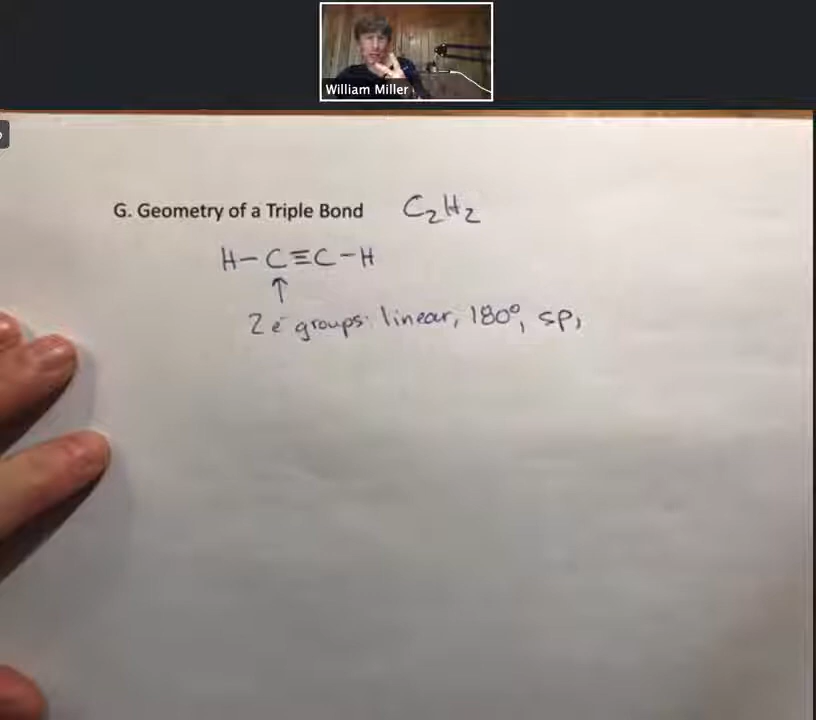 William Miller
G. Geometry of a Triple Bond C₂H₂
H-C≡C-H
↑
2 e⁻ groups: linear, 180°, sp,